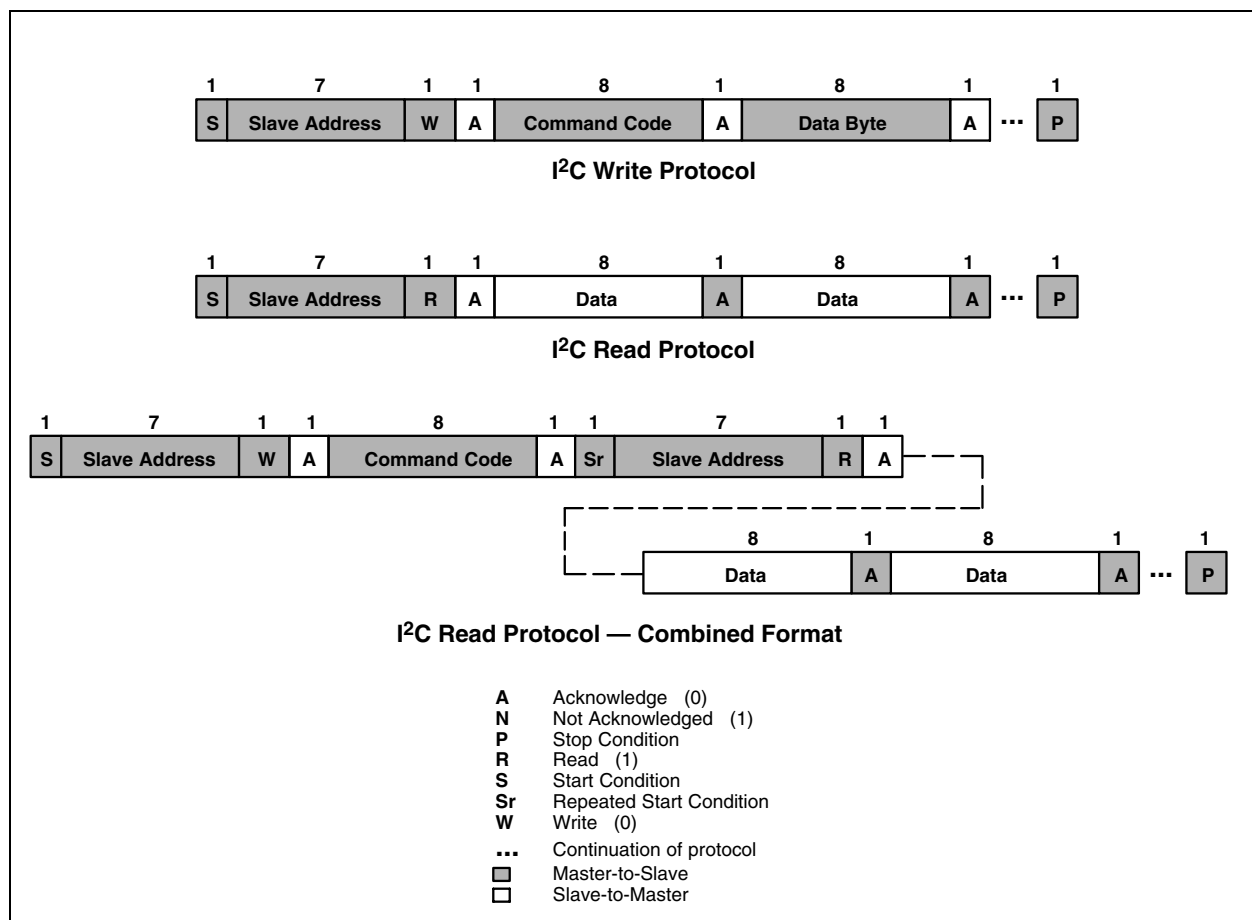 1 7 1 1 8 1 8 1 1
S Slave Address W A Command Code A Data Byte A ... P
I²C Write Protocol
1 7 1 1 8 1 8 1 1
S Slave Address R A Data A Data A ... P
I²C Read Protocol
1 7 1 1 8 1 1 7 1 1
S Slave Address W A Command Code A Sr Slave Address R A
8 1 8 1 1
Data A Data A ... P
I²C Read Protocol — Combined Format
A Acknowledge (0)
N Not Acknowledged (1)
P Stop Condition
R Read (1)
S Start Condition
Sr Repeated Start Condition
W Write (0)
... Continuation of protocol
Master-to-Slave
Slave-to-Master